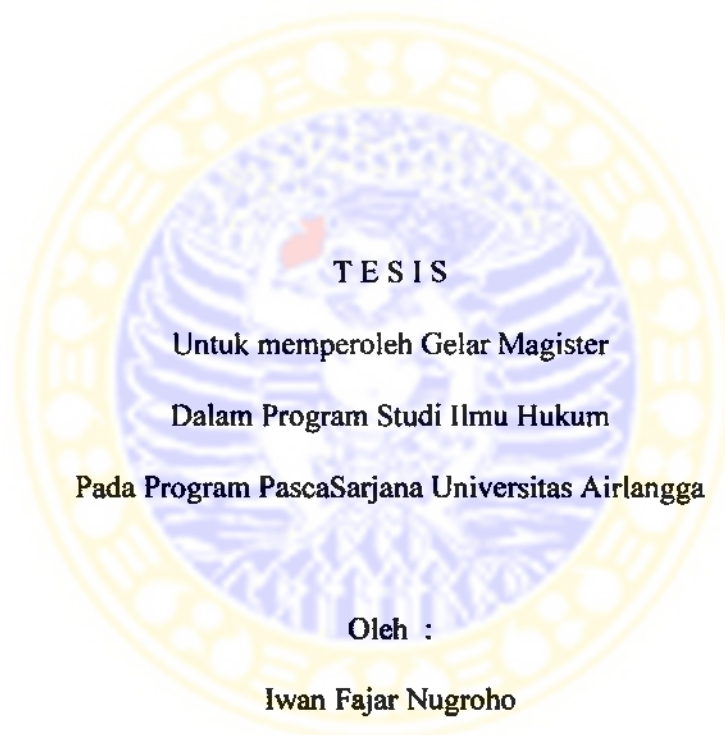 T E S I S
Untuk memperoleh Gelar Magister
Dalam Program Studi Ilmu Hukum
Pada Program PascaSarjana Universitas Airlangga
Oleh :
Iwan Fajar Nugroho